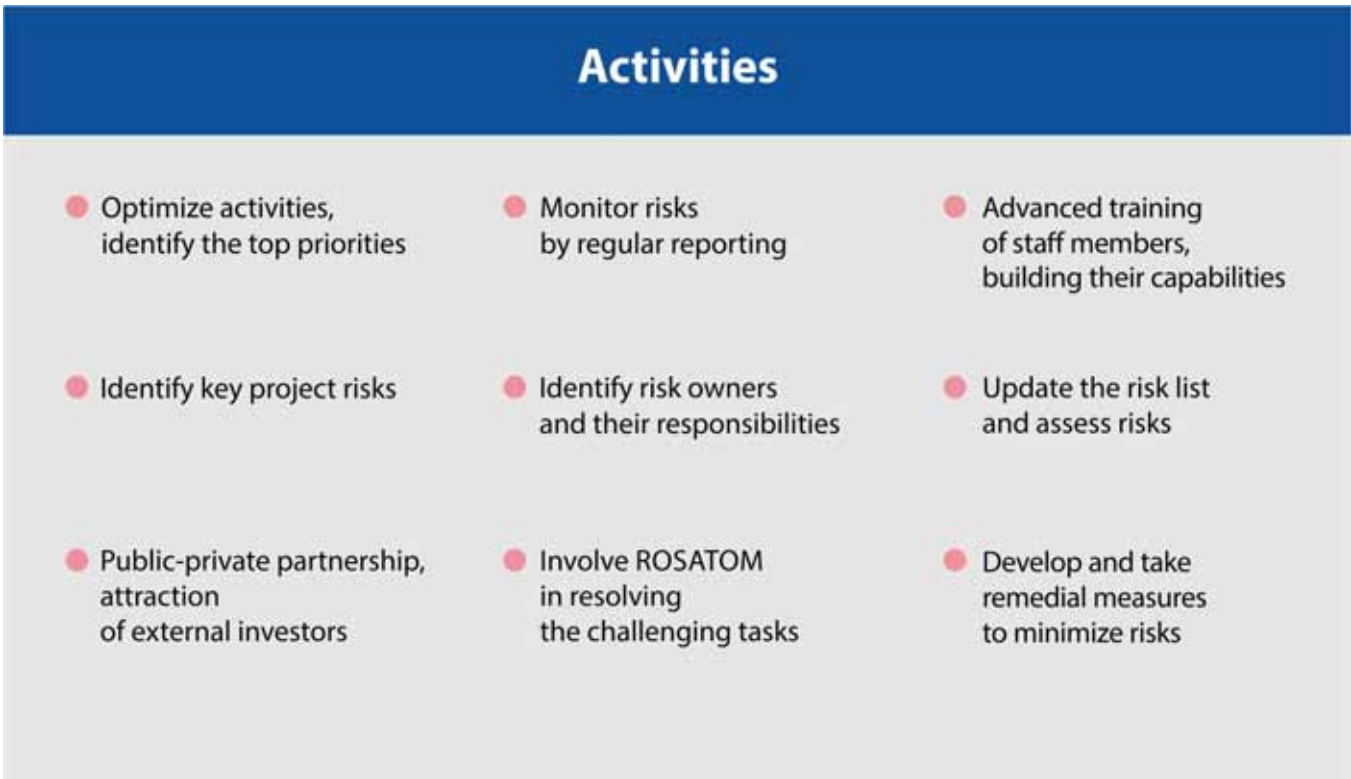 Activities
Optimize activities,
identify the top priorities
Monitor risks
by regular reporting
Advanced training
of staff members,
building their capabilities
Identify key project risks
Identify risk owners
and their responsibilities
Update the risk list
and assess risks
Public-private partnership,
attraction
of external investors
Involve ROSATOM
in resolving
the challenging tasks
Develop and take
remedial measures
to minimize risks